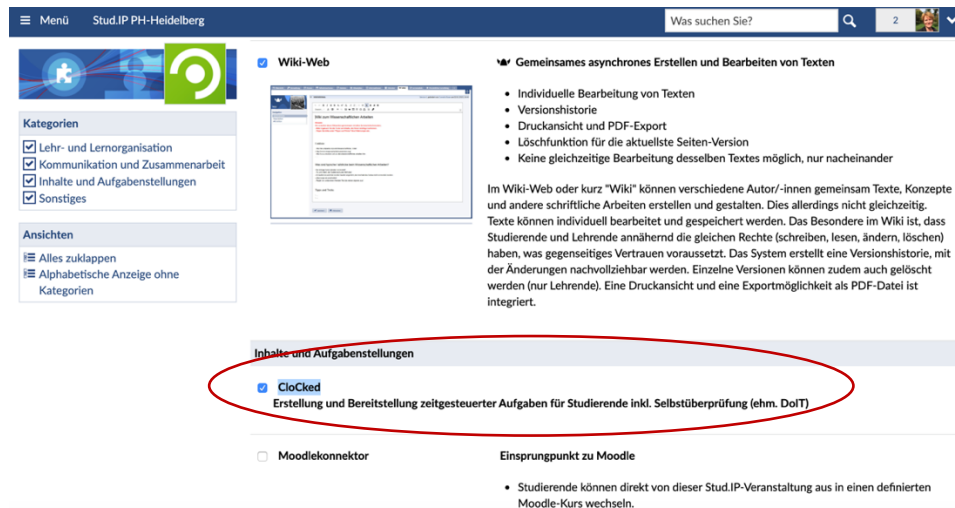 Menü Stud.IP PH-Heidelberg Was suchen Sie? 2
Kategorien
Lehr- und Lernorganisation
Kommunikation und Zusammenarbeit
Inhalte und Aufgabenstellungen
Sonstiges
Ansichten
Alles zuklappen
Alphabetische Anzeige ohne
Kategorien
Wiki-Web
Gemeinsames asynchrones Erstellen und Bearbeiten von Texten
• Individuelle Bearbeitung von Texten
• Versionshistorie
• Druckansicht und PDF-Export
• Löschfunktion für die aktuellste Seiten-Version
• Keine gleichzeitige Bearbeitung desselben Textes möglich, nur nacheinander
Im Wiki-Web oder kurz "Wiki" können verschiedene Autor/-innen gemeinsam Texte, Konzepte
und andere schriftliche Arbeiten erstellen und gestalten. Dies allerdings nicht gleichzeitig.
Texte können individuell bearbeitet und gespeichert werden. Das Besondere im Wiki ist, dass
Studierende und Lehrende annähernd die gleichen Rechte (schreiben, lesen, ändern, löschen)
haben, was gegenseitiges Vertrauen voraussetzt. Das System erstellt eine Versionshistorie, mit
der Änderungen nachvollziehbar werden. Einzelne Versionen können zudem auch gelöscht
werden (nur Lehrende). Eine Druckansicht und eine Exportmöglichkeit als PDF-Datei ist
integriert.
Inhalte und Aufgabenstellungen
CloCked
Erstellung und Bereitstellung zeitgesteuerter Aufgaben für Studierende inkl. Selbstüberprüfung (ehm. DoIT)
Moodlekonnektor
Einsprungpunkt zu Moodle
• Studierende können direkt von dieser Stud.IP-Veranstaltung aus in einen definierten
Moodle-Kurs wechseln.